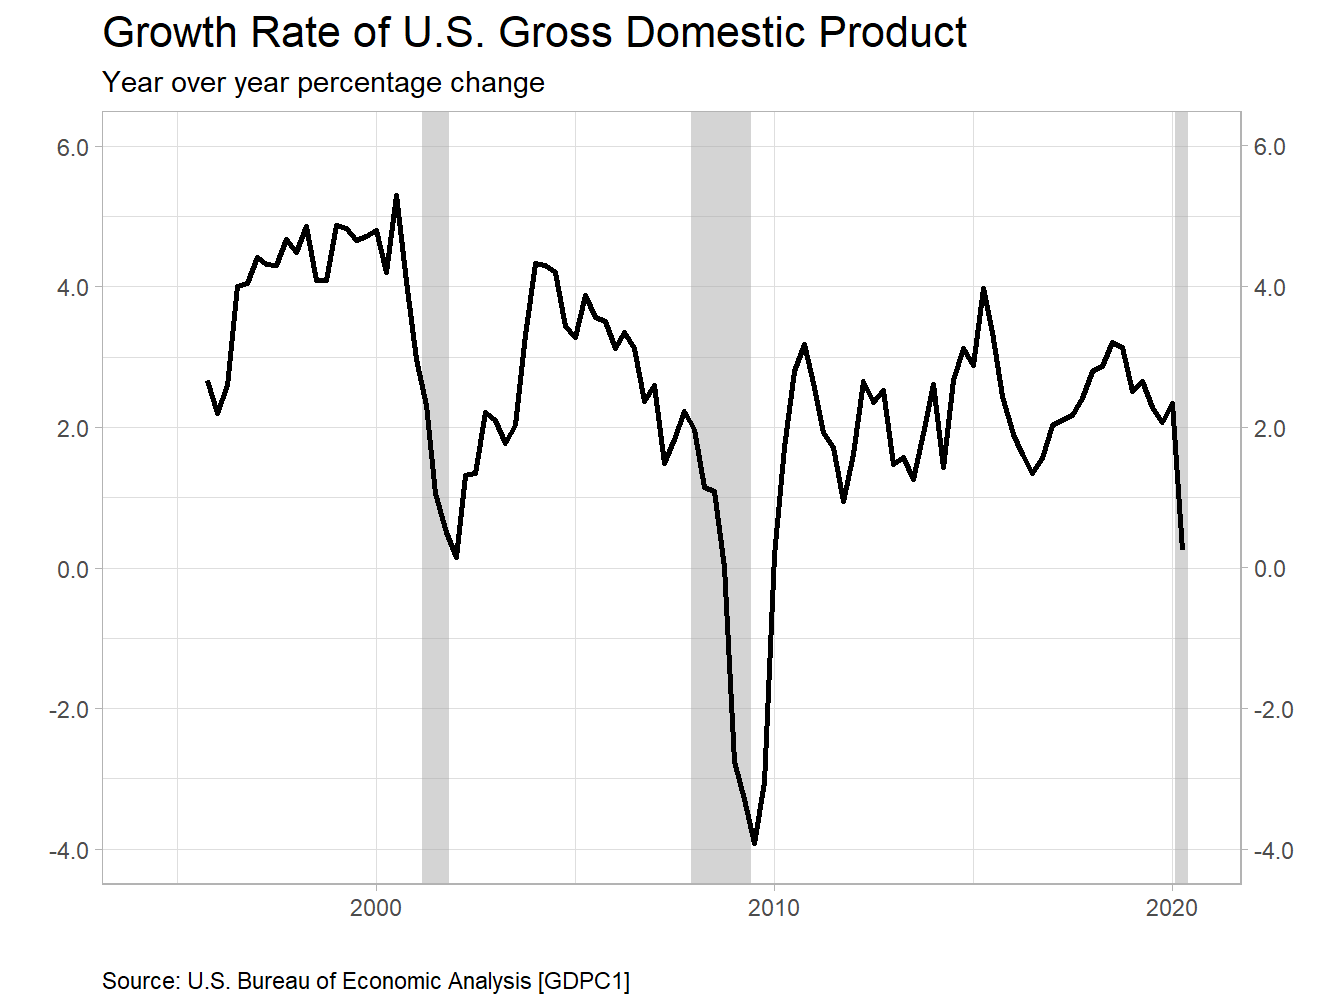 Growth Rate of U.S. Gross Domestic Product
Year over year percentage change
6.0 6.0
4.0 4.0
2.0 2.0
0.0 0.0
-2.0 -2.0
-4.0 -4.0
2000 2010 2020
Source: U.S. Bureau of Economic Analysis [GDPC1]